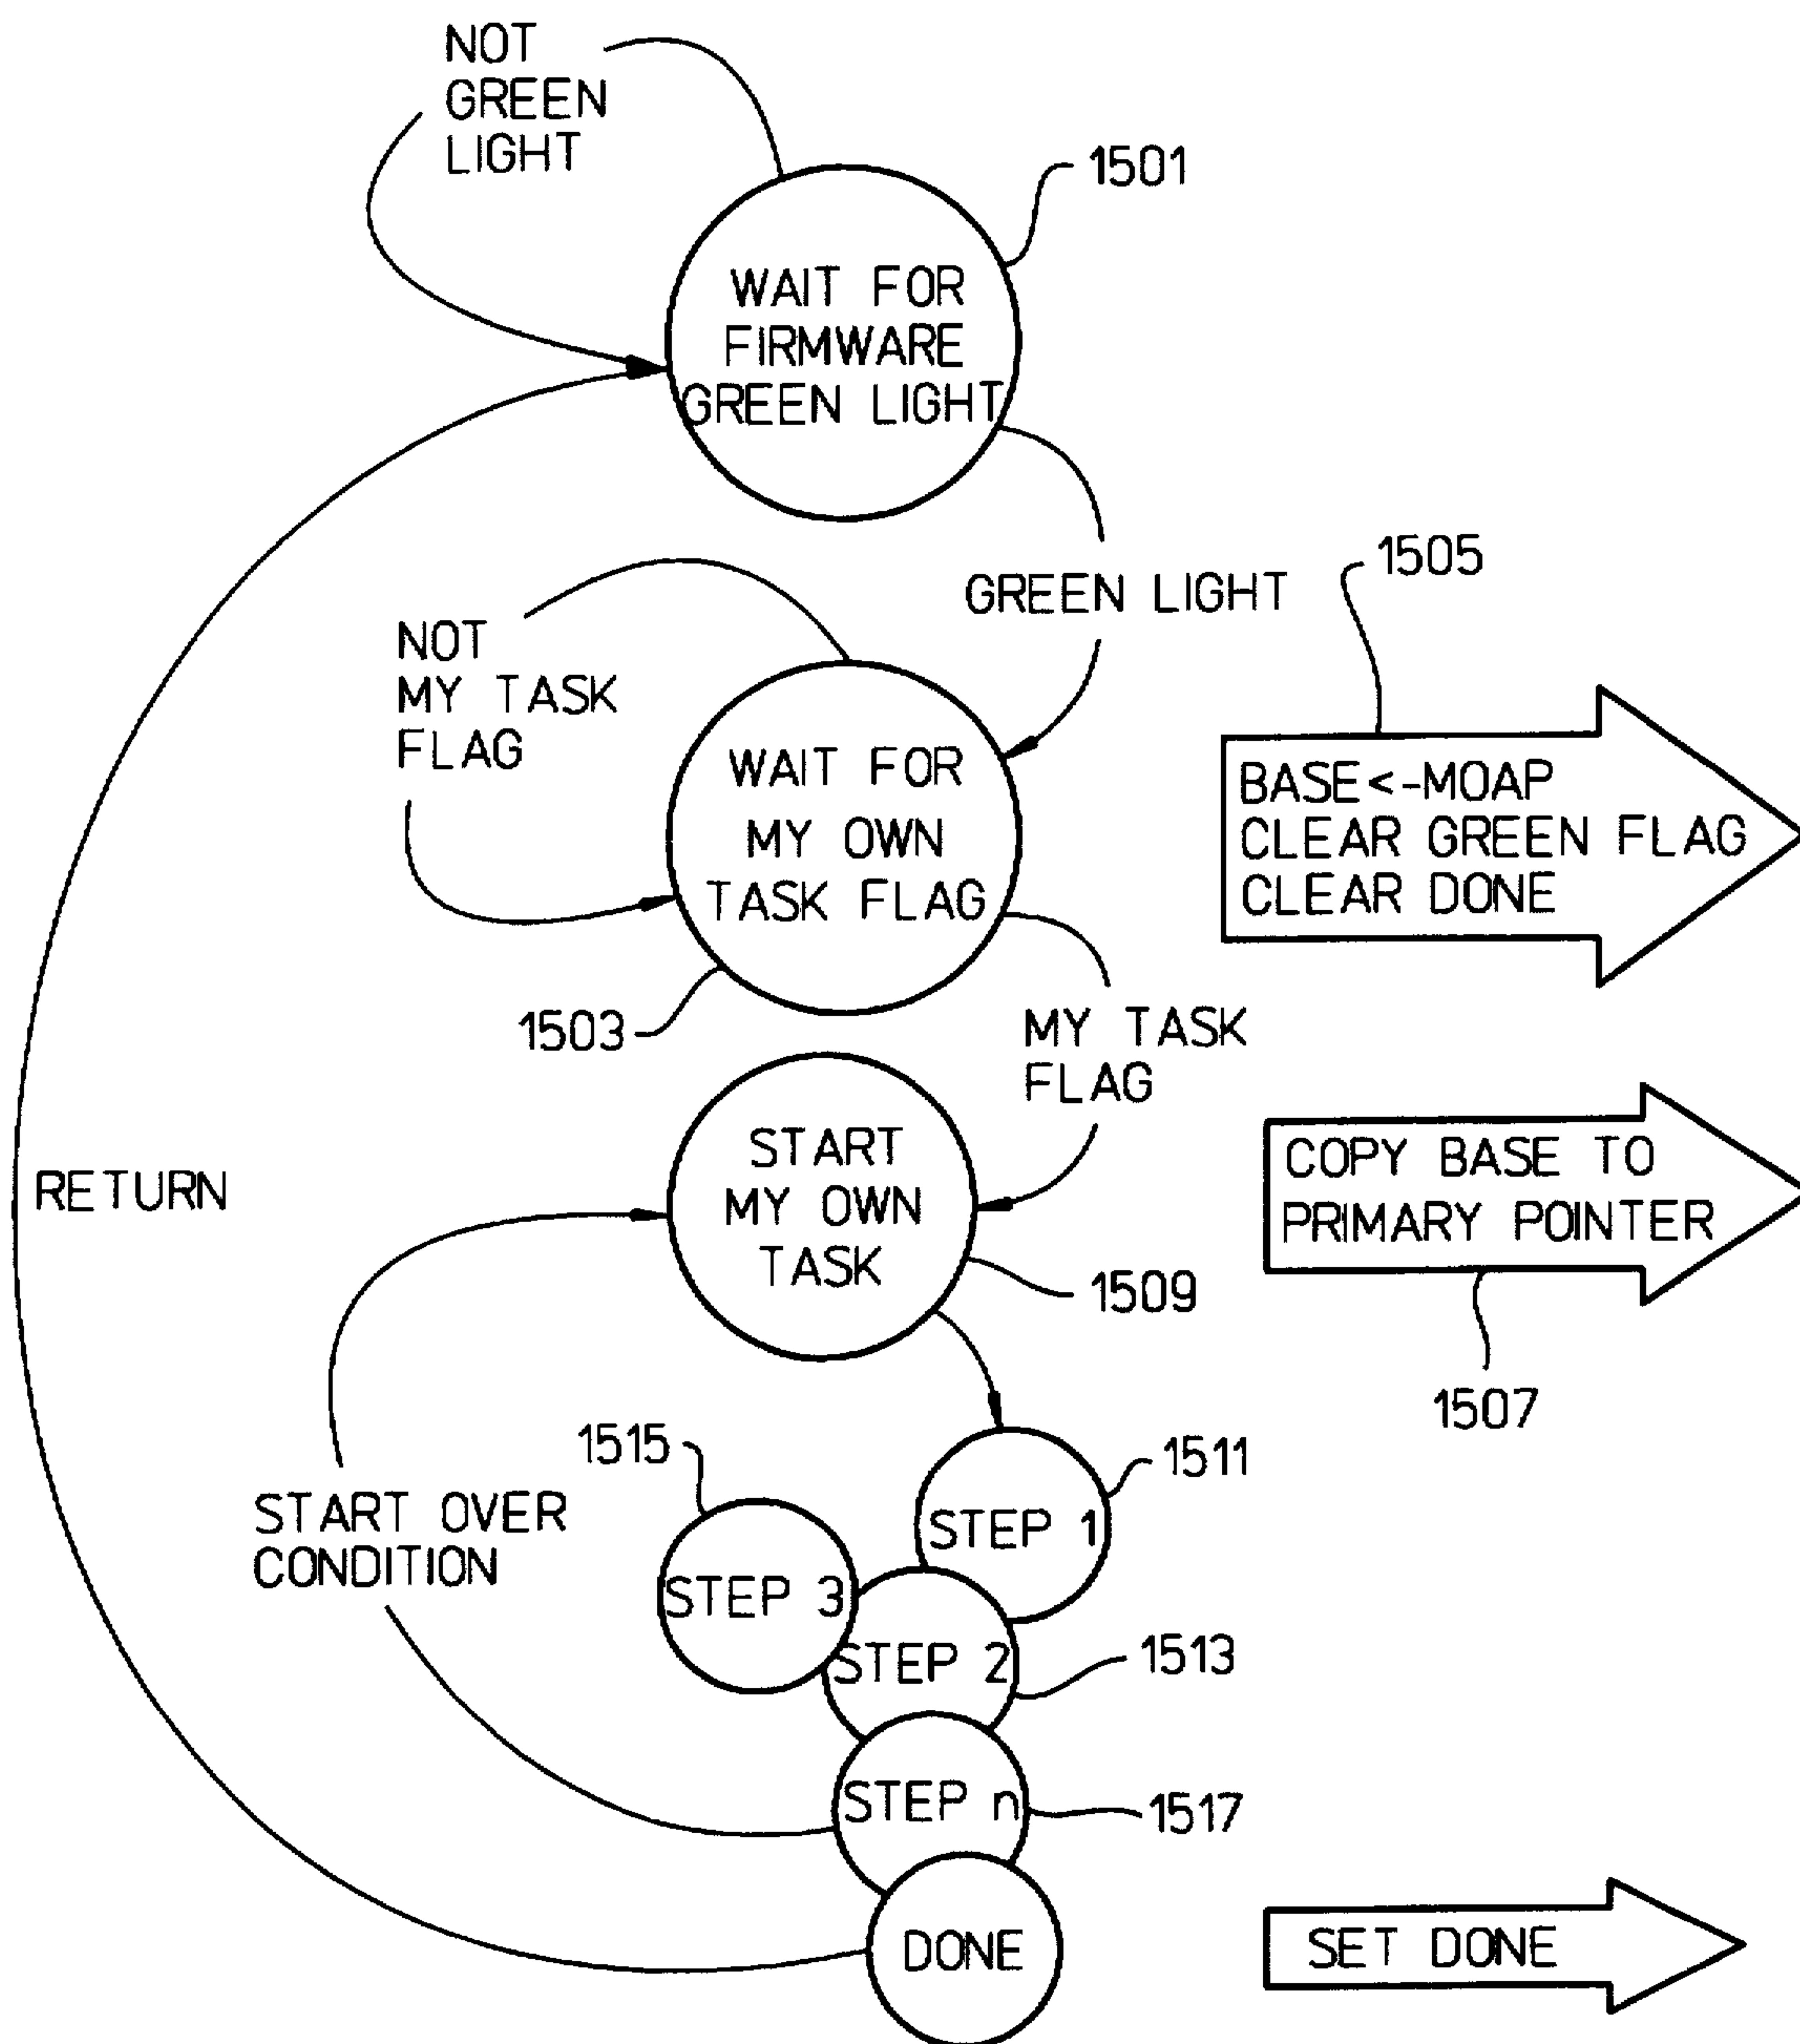 NOT
GREEN
LIGHT
1501
WAIT FOR
FIRMWARE
GREEN LIGHT
GREEN LIGHT
1505
NOT
MY TASK
FLAG
WAIT FOR
MY OWN
TASK FLAG
BASE<-MOAP
CLEAR GREEN FLAG
CLEAR DONE
1503
MY TASK
FLAG
START
MY OWN
TASK
COPY BASE TO
PRIMARY POINTER
RETURN
1509
1507
1515
1511
START OVER
CONDITION
STEP 1
STEP 3
STEP 2
1513
STEP n
1517
DONE
SET DONE